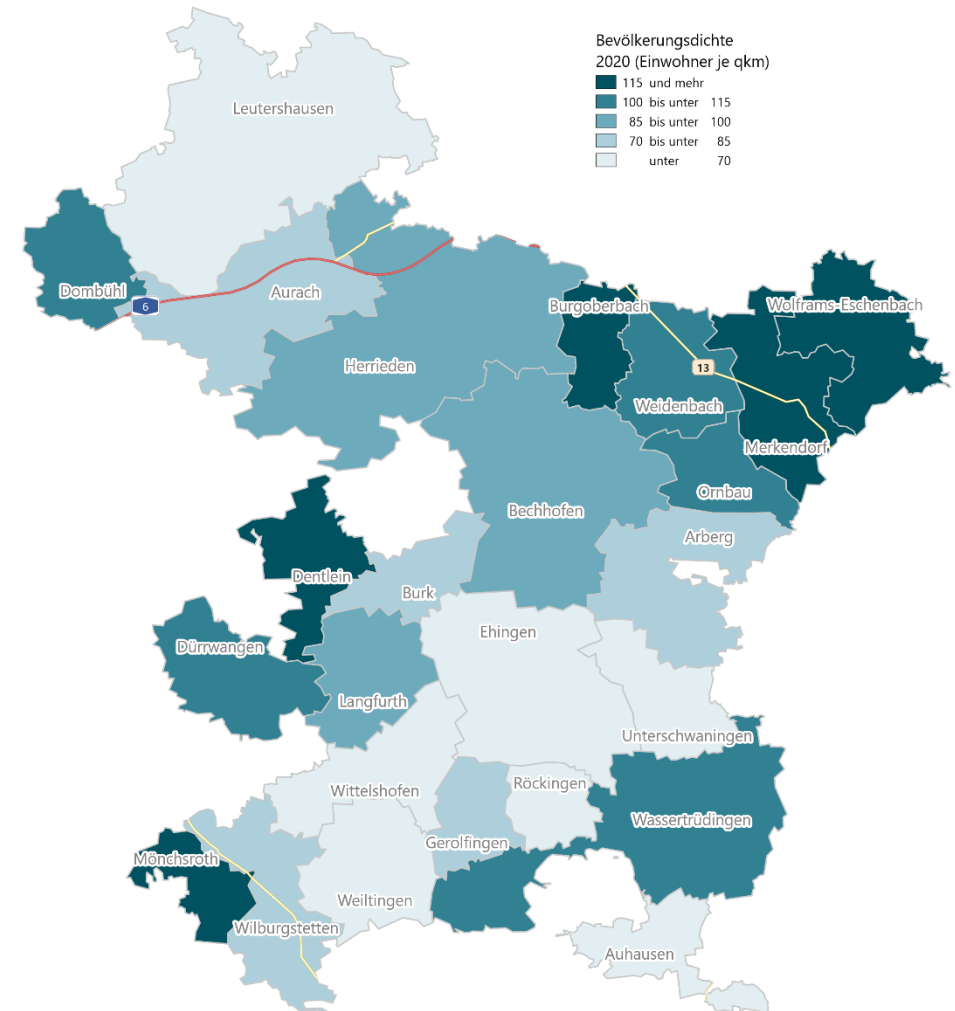 Bevölkerungsdichte
2020 (Einwohner je qkm)
115 und mehr
100 bis unter 115
85 bis unter 100
70 bis unter 85
unter 70
Leutershausen
Dombühl
6
Aurach
Burgoberbach
Wolframs-Eschenbach
Herrieden
13
Weidenbach
Merkendorf
Ornbau
Bechhofen
Arberg
Dentlein
Burk
Ehingen
Dürrwangen
Langfurth
Unterschwaningen
Wittelshofen
Röckingen
Wassertrüdingen
Gerolfingen
Mönchsroth
Weiltingen
Wilburgstetten
Auhausen